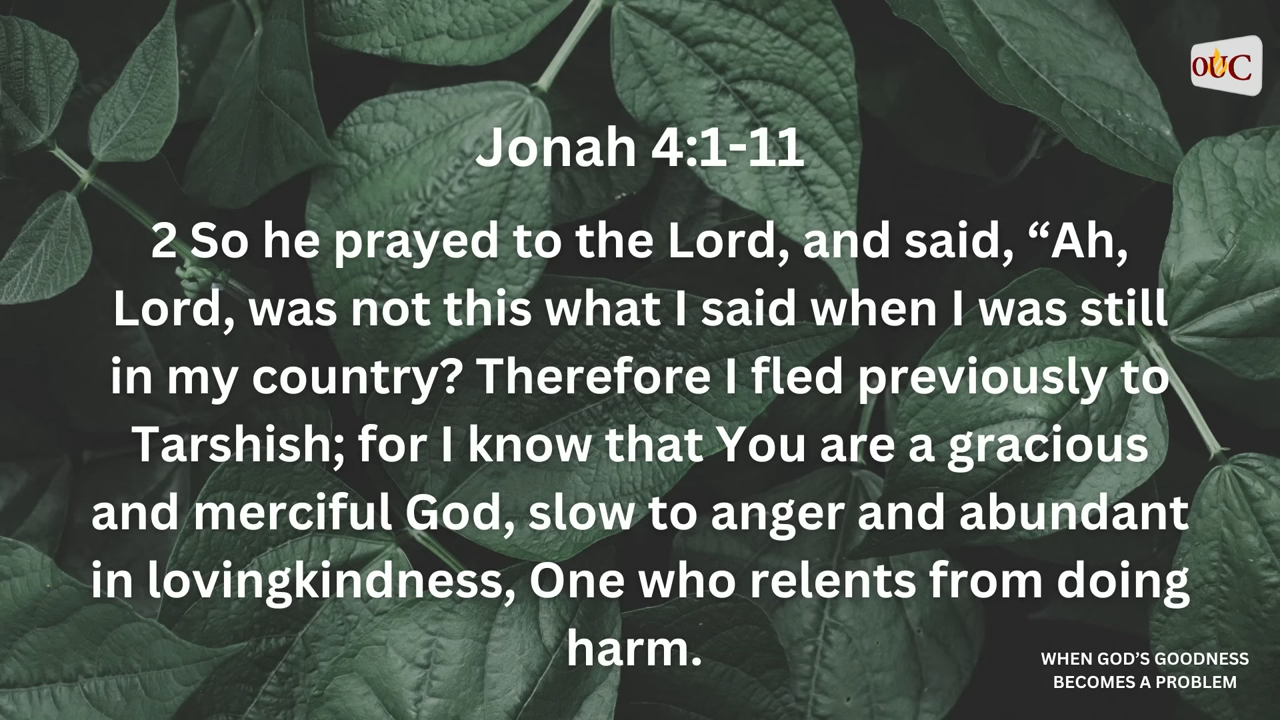 OUC
Jonah 4:1-11
2 So he prayed to the Lord, and said, “Ah,
Lord, was not this what I said when I was still
in my country? Therefore I fled previously to
Tarshish; for I know that You are a gracious
and merciful God, slow to anger and abundant
in lovingkindness, One who relents from doing
harm.
WHEN GOD’S GOODNESS
BECOMES A PROBLEM